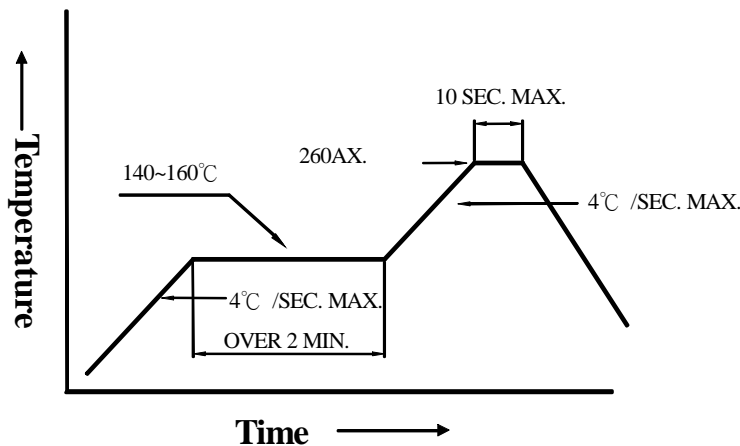 10 SEC. MAX.
260AX.
140~160℃
4℃ /SEC. MAX.
4℃ /SEC. MAX.
OVER 2 MIN.
Temperature
Time